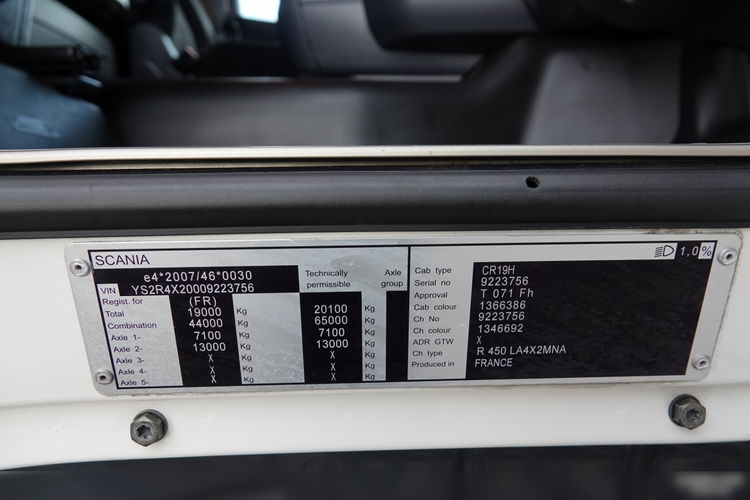 SCANIA
1,0%
e4*2007/46*0030
VIN YS2R4X20009223756
Technically permissible
Axle group
Regist. for (FR)
Total 19000 Kg 20100 Kg
Combination 44000 Kg 65000 Kg
Axle 1- 7100 Kg 7100 Kg
Axle 2- 13000 Kg 13000 Kg
Axle 3- X Kg X Kg
Axle 4- X Kg X Kg
Axle 5- X Kg X Kg
Cab type CR19H
Serial no 9223756
Approval T 071 Fh
Cab colour 1366386
Ch No 9223756
Ch colour 1346692
ADR GTW X
Ch type R 450 LA4X2MNA
Produced in FRANCE